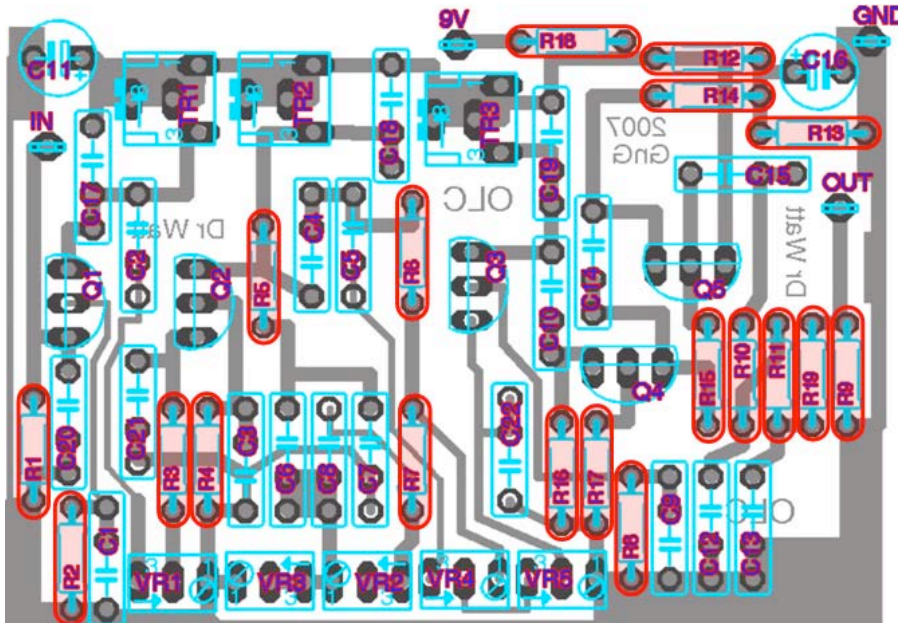 9V
GND
R18
R12
C16
C11
TR1
TR2
TR3
C18
R14
2007
GnG
R13
IN
C17
C19
C15
OUT
OLC
Dr Watt
Dr Watt
C2
C4
C5
R6
R5
C14
Q1
Q2
Q3
Q5
C10
Q4
R15
R10
R11
R19
R9
R1
C20
C21
R3
R4
C3
C6
C8
C7
R7
C22
R16
R17
R8
C9
OLC
R2
C1
C12
C13
VR1
VR3
VR2
VR4
VR5